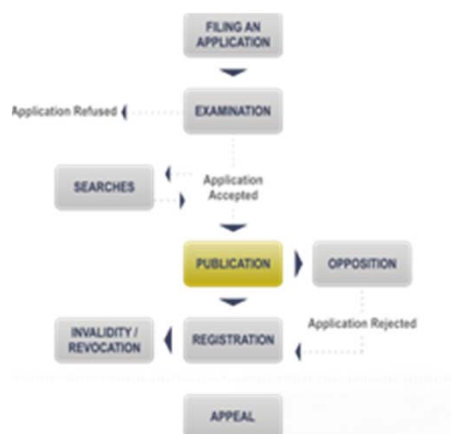 FILING AN
APPLICATION
Application Refused
EXAMINATION
SEARCHES
Application
Accepted
PUBLICATION
OPPOSITION
Application Rejected
INVALIDITY /
REVOCATION
REGISTRATION
APPEAL